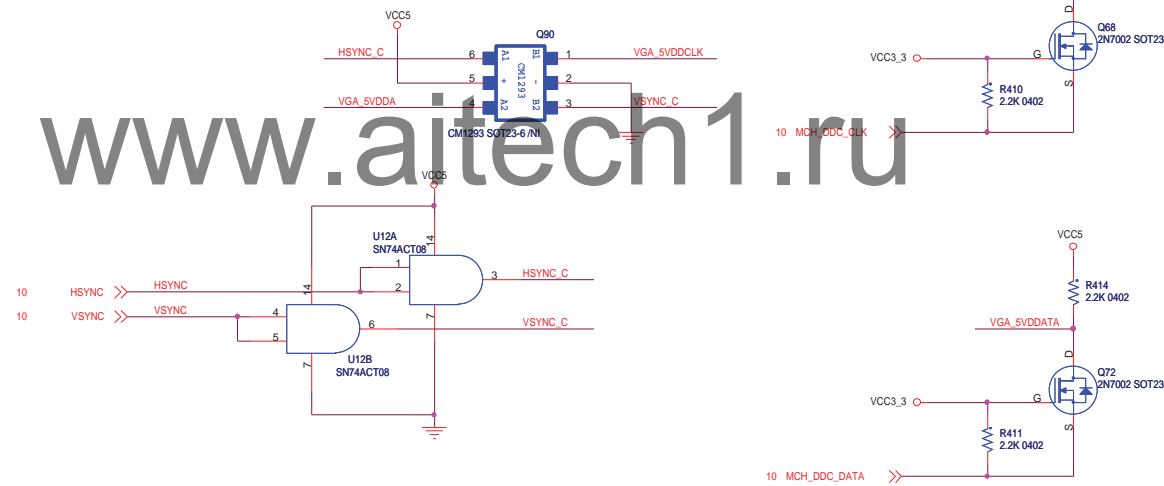 VCC5
Q90
HSYNC_C 6 A1 B1 1 VGA_5VDDCLK
5 + CM1293 - 2
VGA_5VDDA 4 A2 B2 3 VSYNC_C
CM1293 SOT23-6 /NI
D
Q68
2N7002 SOT23
VCC3_3 G
S
R410
2.2K 0402
10 MCH_DDC_CLK
www.aitech1.ru
VCC5
U12A
SN74ACT08
14
1
2
3 HSYNC_C
7
10 HSYNC HSYNC
10 VSYNC VSYNC
14
4
5
6 VSYNC_C
7
U12B
SN74ACT08
VCC5
R414
2.2K 0402
VGA_5VDDATA
D
Q72
2N7002 SOT23
VCC3_3 G
S
R411
2.2K 0402
10 MCH_DDC_DATA